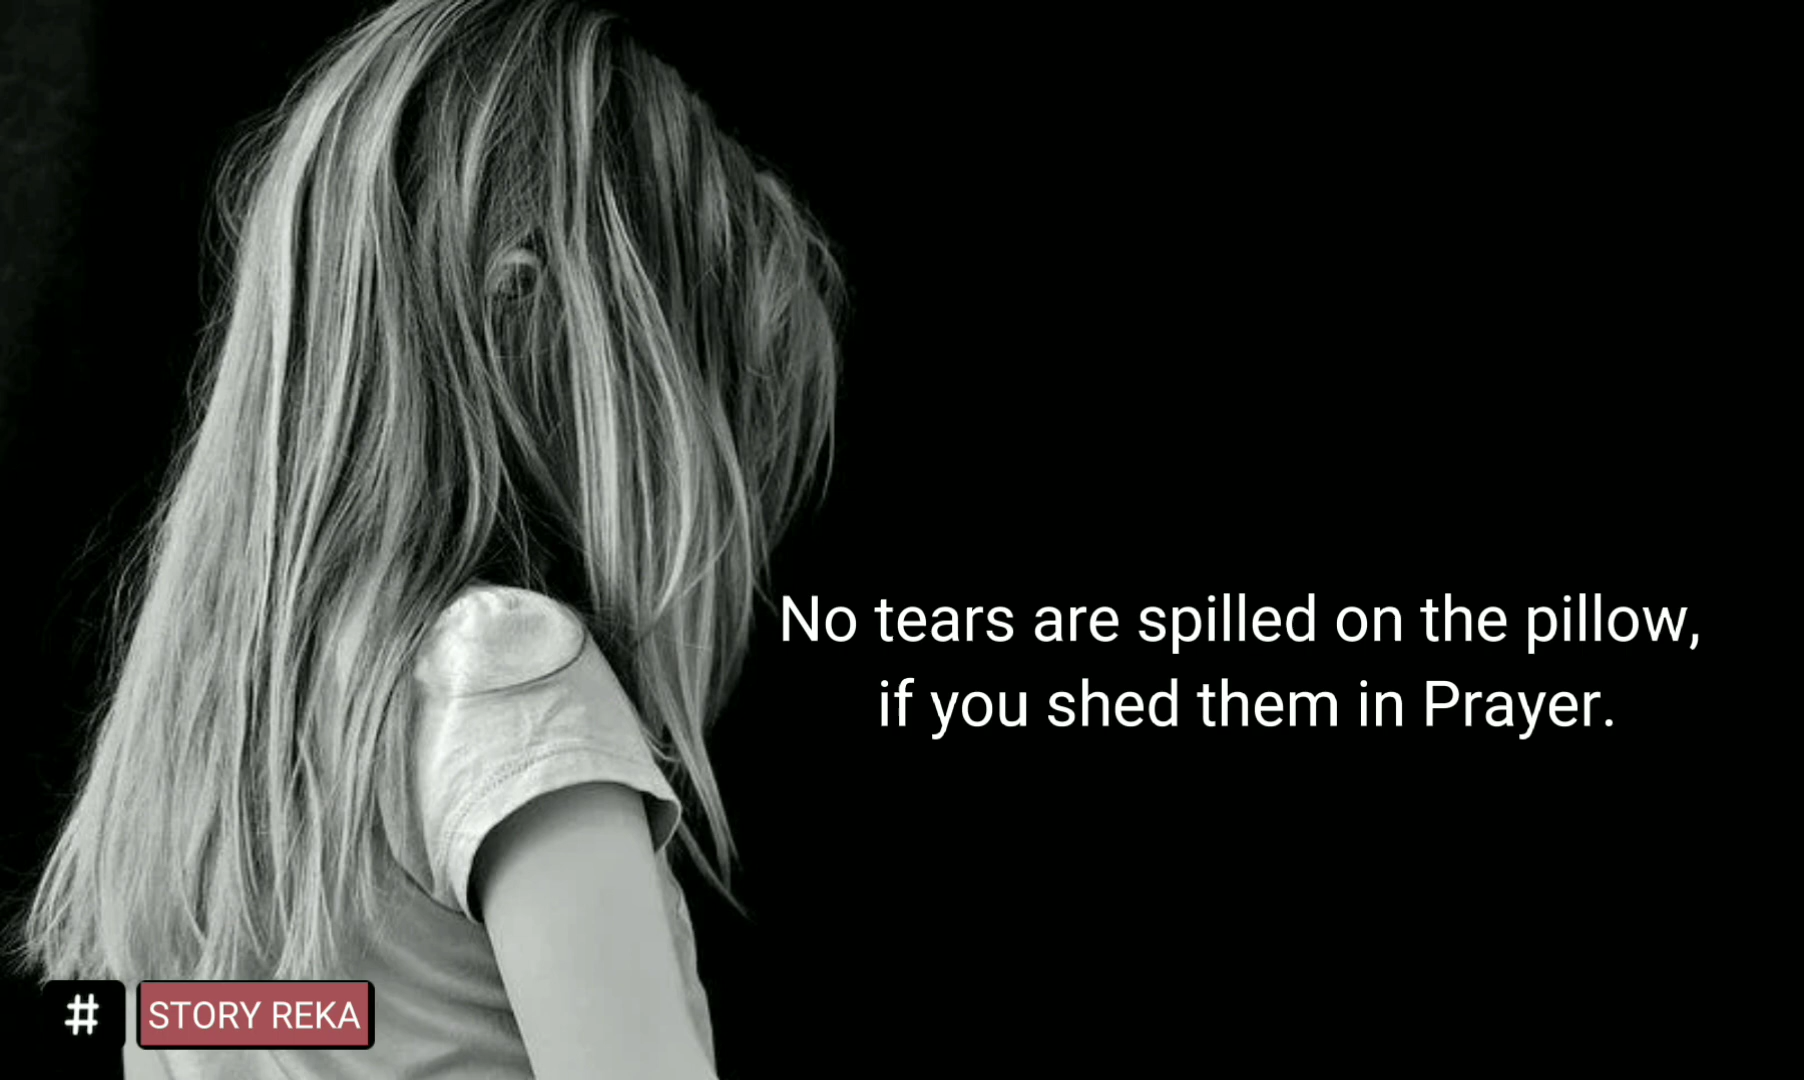 No tears are spilled on the pillow,
if you shed them in Prayer.
# STORY REKA